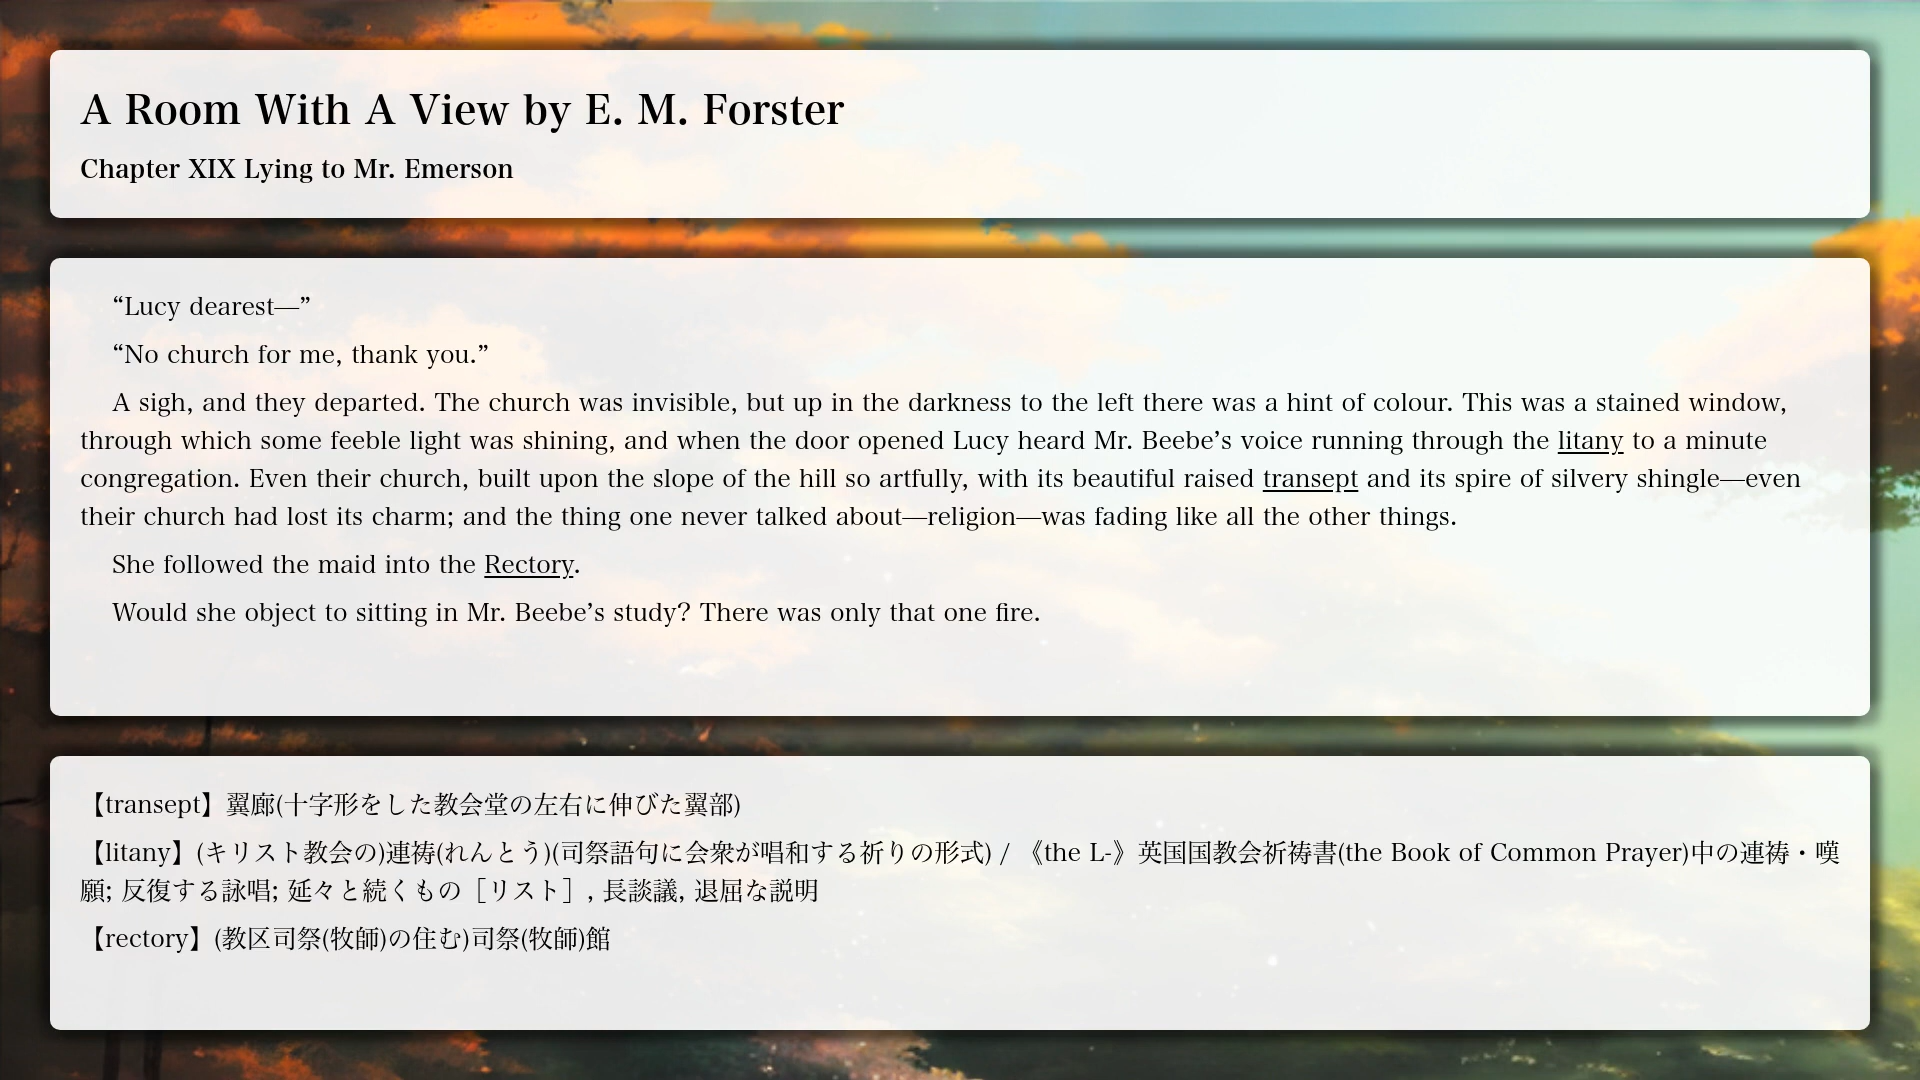 A Room With A View by E. M. Forster
Chapter XIX Lying to Mr. Emerson
“Lucy dearest—”
“No church for me, thank you.”
A sigh, and they departed. The church was invisible, but up in the darkness to the left there was a hint of colour. This was a stained window,
through which some feeble light was shining, and when the door opened Lucy heard Mr. Beebe’s voice running through the litany to a minute
congregation. Even their church, built upon the slope of the hill so artfully, with its beautiful raised transept and its spire of silvery shingle—even
their church had lost its charm; and the thing one never talked about—religion—was fading like all the other things.
She followed the maid into the Rectory.
Would she object to sitting in Mr. Beebe’s study? There was only that one fire.
【transept】翼廊(十字形をした教会堂の左右に伸びた翼部)
【litany】(キリスト教会の)連祷(れんとう)(司祭語句に会衆が唱和する祈りの形式) / 《the L-》英国国教会祈祷書(the Book of Common Prayer)中の連祷・嘆
願; 反復する詠唱; 延々と続くもの［リスト］, 長談議, 退屈な説明
【rectory】(教区司祭(牧師)の住む)司祭(牧師)館